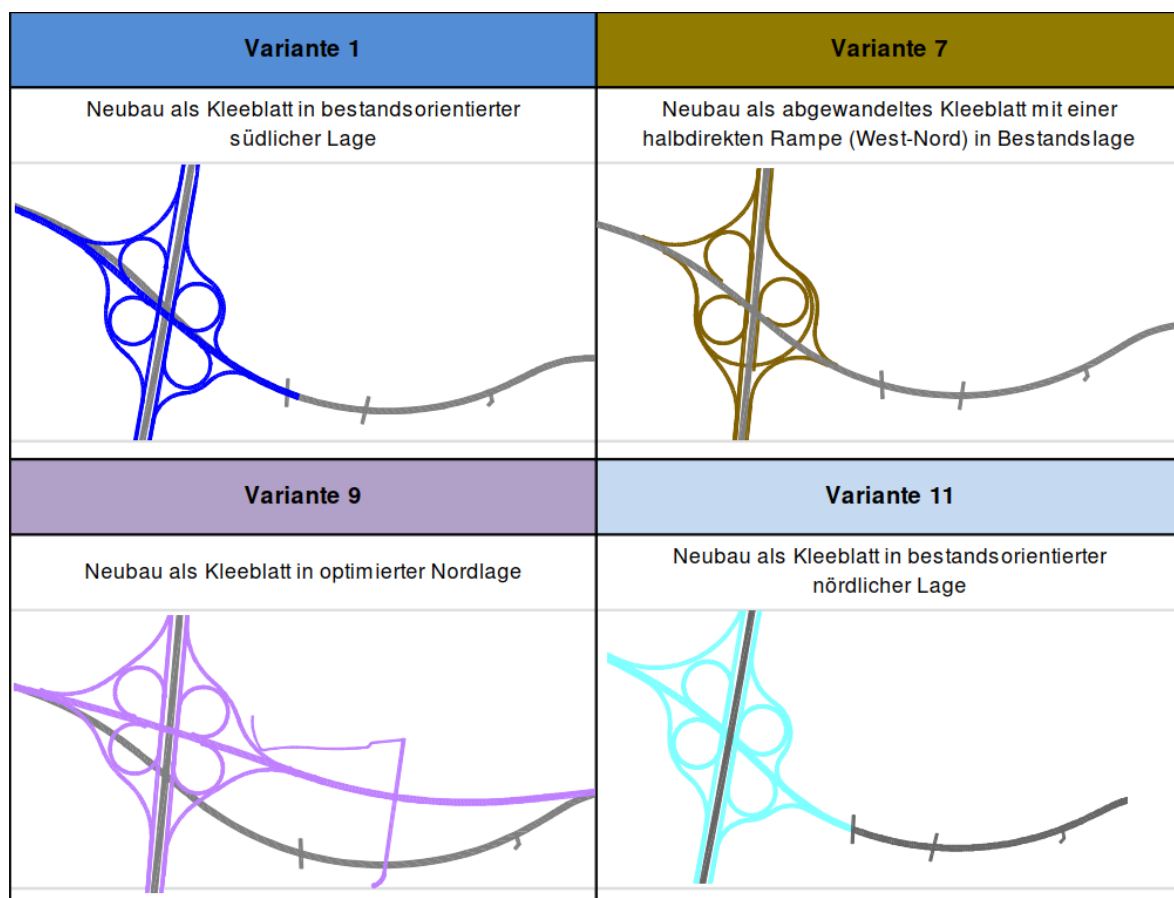 Variante 1
Variante 7
Neubau als Kleeblatt in bestandsorientierter
südlicher Lage
Neubau als abgewandeltes Kleeblatt mit einer
halbdirekten Rampe (West-Nord) in Bestandslage
Variante 9
Variante 11
Neubau als Kleeblatt in optimierter Nordlage
Neubau als Kleeblatt in bestandsorientierter
nördlicher Lage